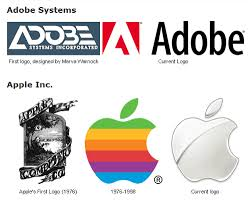 Adobe Systems
ADOBE
SYSTEMS INCORPORATED
Adobe
First logo, designed by Marva Warnock
Current Logo
Apple Inc.
®
Apple's First Logo (1976)
1976-1998
Current logo